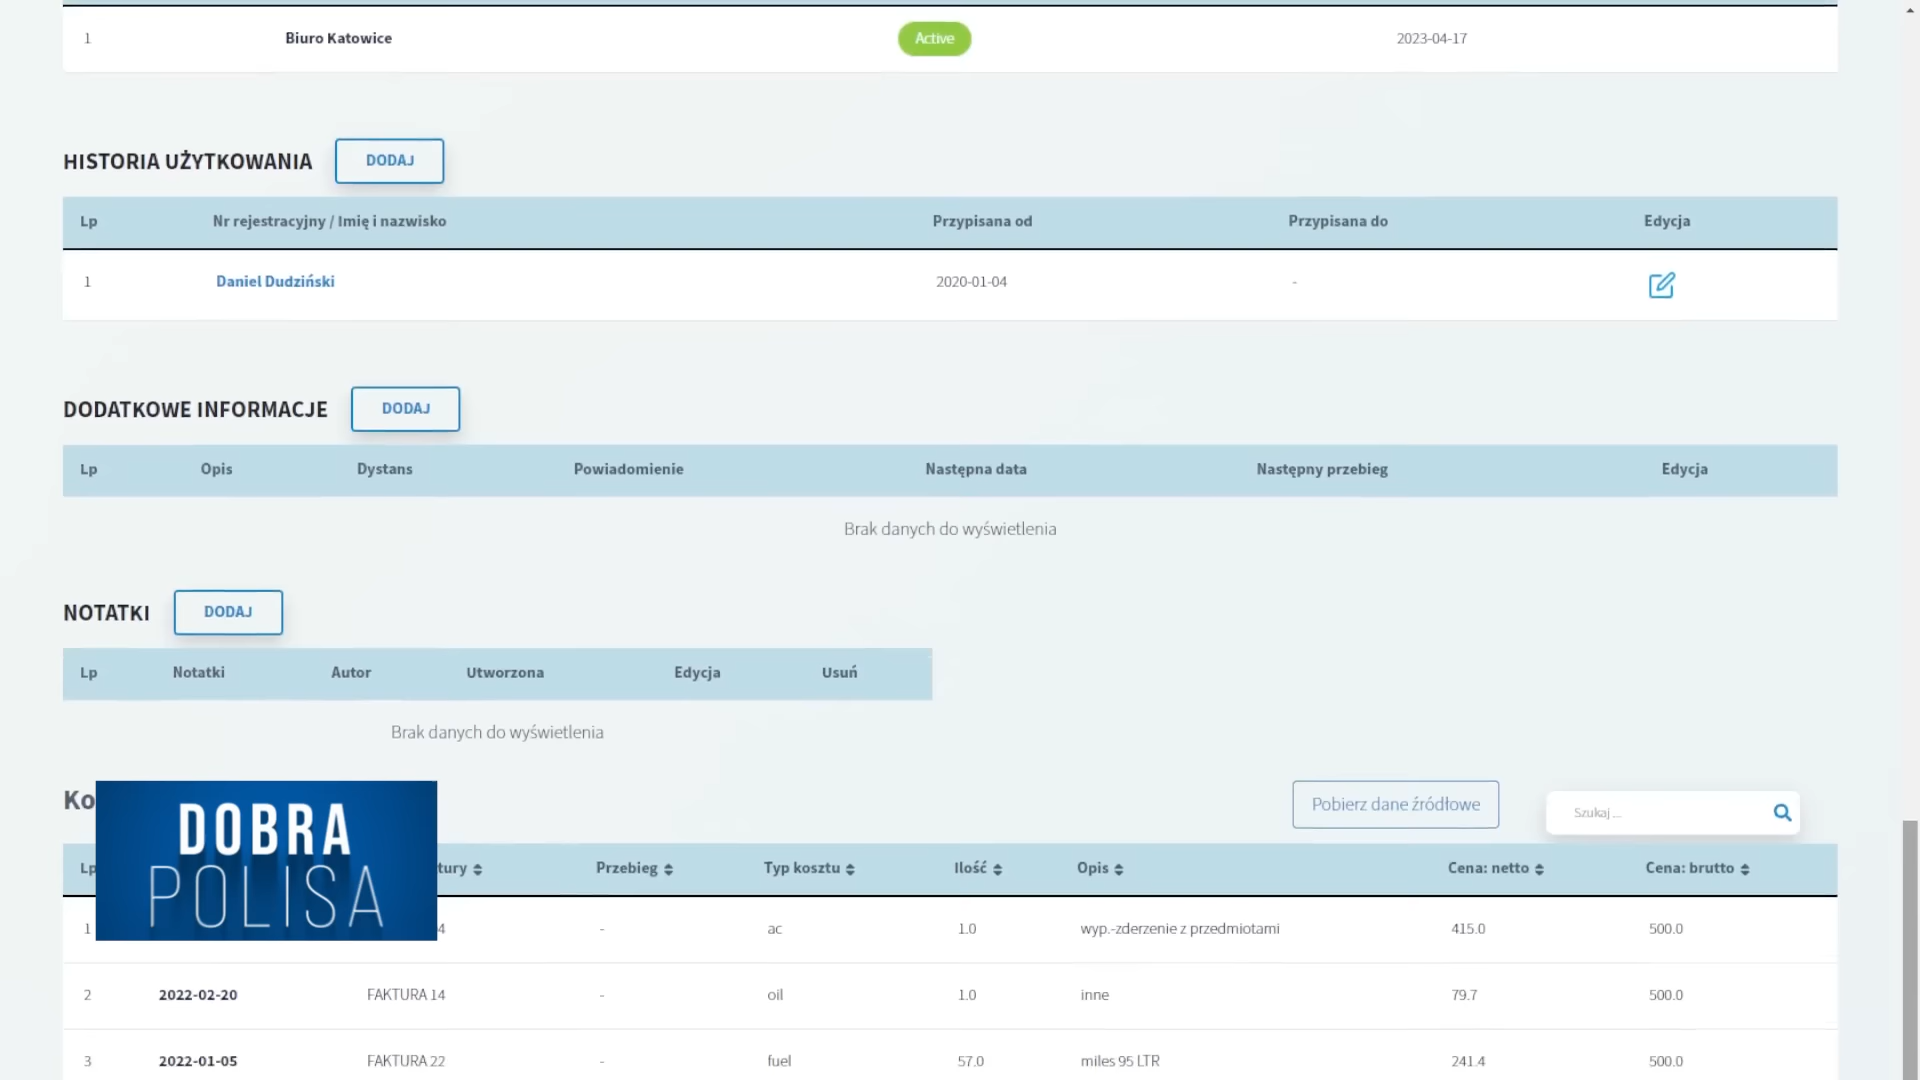 1 Biuro Katowice Active 2023-04-17
HISTORIA UŻYTKOWANIA DODAJ
Lp Nr rejestracyjny / Imię i nazwisko Przypisana od Przypisana do Edycja
1 Daniel Dudziński 2020-01-04 -
DODATKOWE INFORMACJE DODAJ
Lp Opis Dystans Powiadomienie Następna data Następny przebieg Edycja
Brak danych do wyświetlenia
NOTATKI DODAJ
Lp Notatki Autor Utworzona Edycja Usuń
Brak danych do wyświetlenia
Pobierz dane źródłowe Szukaj ...
DOBRA
POLISA
Lp Przebieg Typ kosztu Ilość Opis Cena: netto Cena: brutto
1 - ac 1.0 wyp.-zderzenie z przedmiotami 415.0 500.0
2 2022-02-20 FAKTURA 14 - oil 1.0 inne 79.7 500.0
3 2022-01-05 FAKTURA 22 - fuel 57.0 miles 95 LTR 241.4 500.0